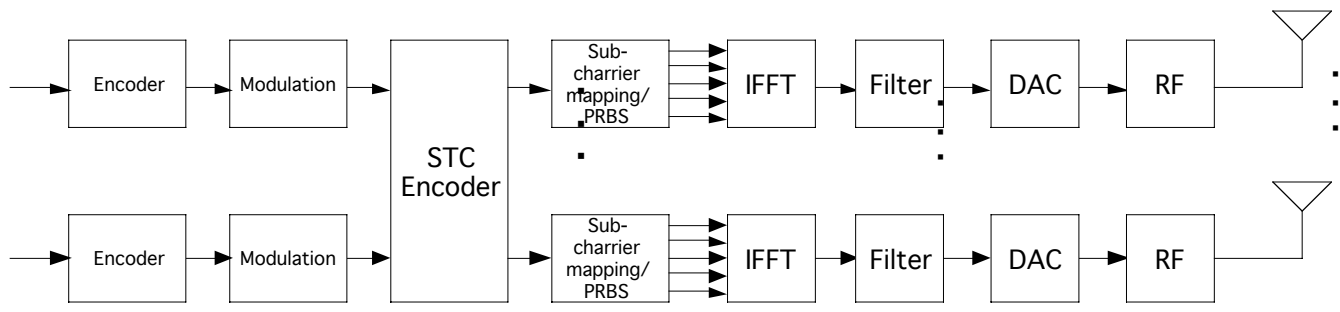 Encoder
Modulation
STC
Encoder
Sub-
charrier
mapping/
PRBS
IFFT
Filter
DAC
RF
Encoder
Modulation
Sub-
charrier
mapping/
PRBS
IFFT
Filter
DAC
RF